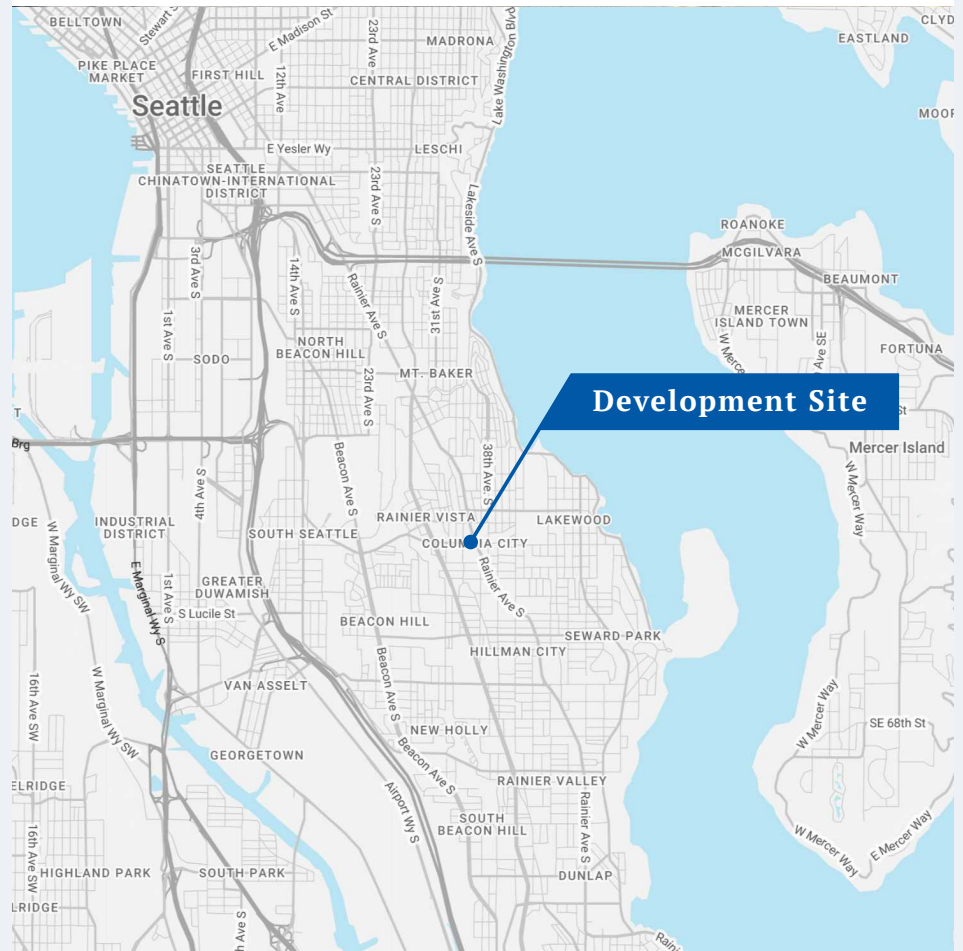 BELLTOWN
Stewart S
E Madison St
23rd Ave
MADRONA
Lake Washington Blvd
CLYD
EASTLAND
PIKE PLACE
MARKET
FIRST HILL
12th Ave
CENTRAL DISTRICT
Seattle
MOOR
E Yesler Wy
LESCHI
SEATTLE
CHINATOWN-INTERNATIONAL
DISTRICT
23rd Ave S
Lakeside Ave S
ROANOKE
MCGILVARA
3rd Ave S
14th Ave S
Rainier Ave S
31st Ave S
BEAUMONT
1st Ave S
MERCER
ISLAND TOWN
NORTH
BEACON HILL
W Mercer
Ave SE
FORTUNA
SODO
23rd Ave S
MT. BAKER
Development Site
T
St
Brg
38th Ave. S
Mercer Island
4th Ave S
Beacon Ave S
W Mercer Way
DGE
INDUSTRIAL
DISTRICT
SOUTH SEATTLE
RAINIER VISTA
LAKEWOOD
COLUMBIA CITY
W Marginal Wy SW
E Marginal Wy S
1st Ave S
GREATER
DUWAMISH
Rainier Ave S
S Lucile St
BEACON HILL
SEWARD PARK
HILLMAN CITY
16th Ave SW
W Marginal Wy SW
VAN ASSELT
Beacon Ave S
W Mercer Way
SE 68th St
NEW HOLLY
GEORGETOWN
Beacon Ave S
ELRIDGE
Airport Wy S
RAINIER VALLEY
Rainier Ave S
SOUTH
BEACON HILL
16th Ave SW
W Mercer Way
E Mercer Way
HIGHLAND PARK
SOUTH PARK
DUNLAP
LRIDGE
h Ave S
Raini